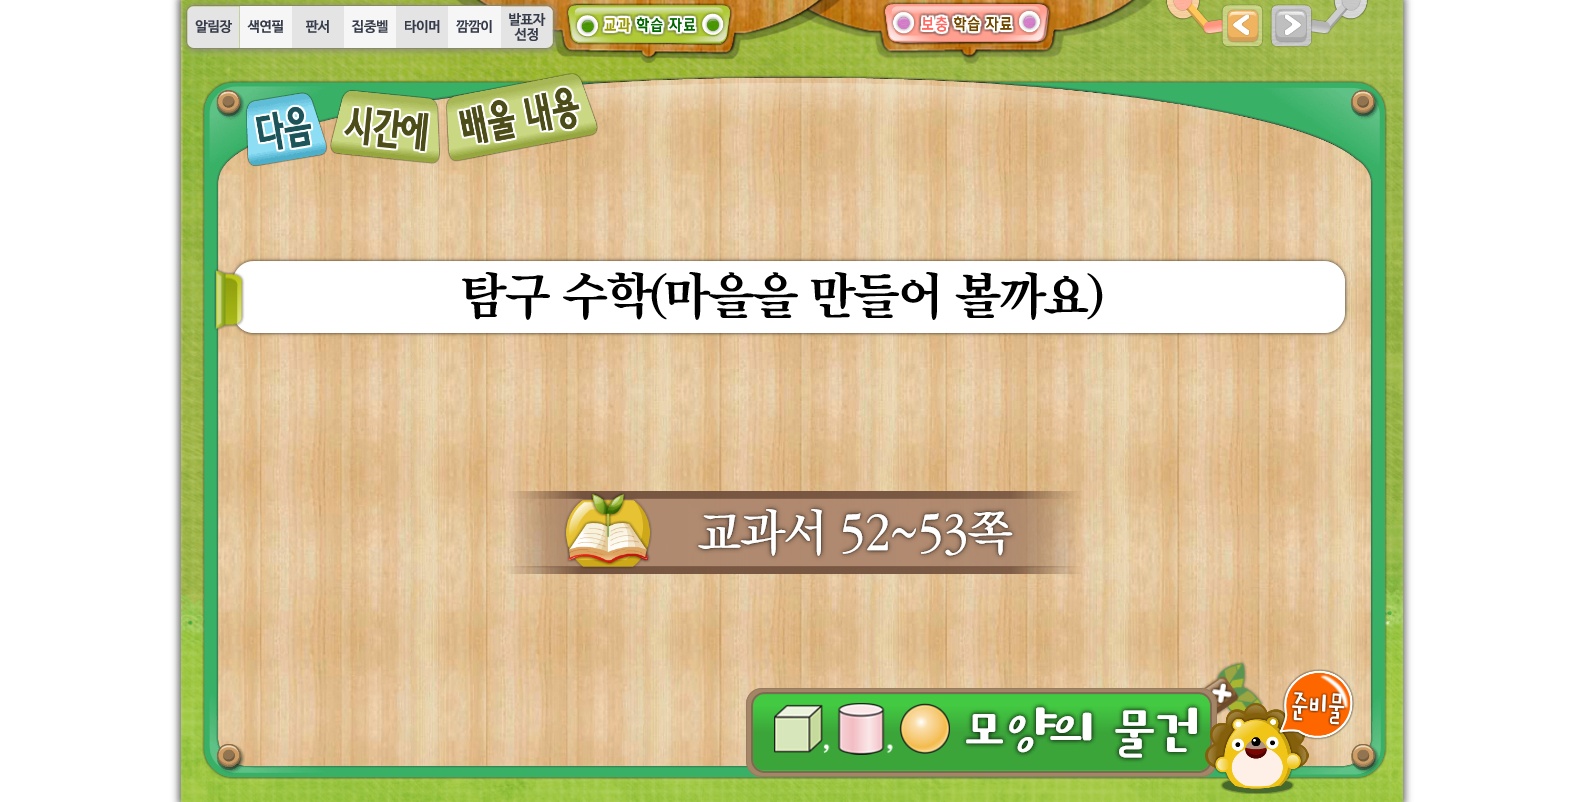 알림장 색연필 판서 집중벨 타이머 깜깜이 발표자 선정
교과 학습 자료
보충 학습 자료
다음 시간에 배울 내용
탐구 수학(마을을 만들어 볼까요)
교과서 52~53쪽
, , 모양의 물건
준비물